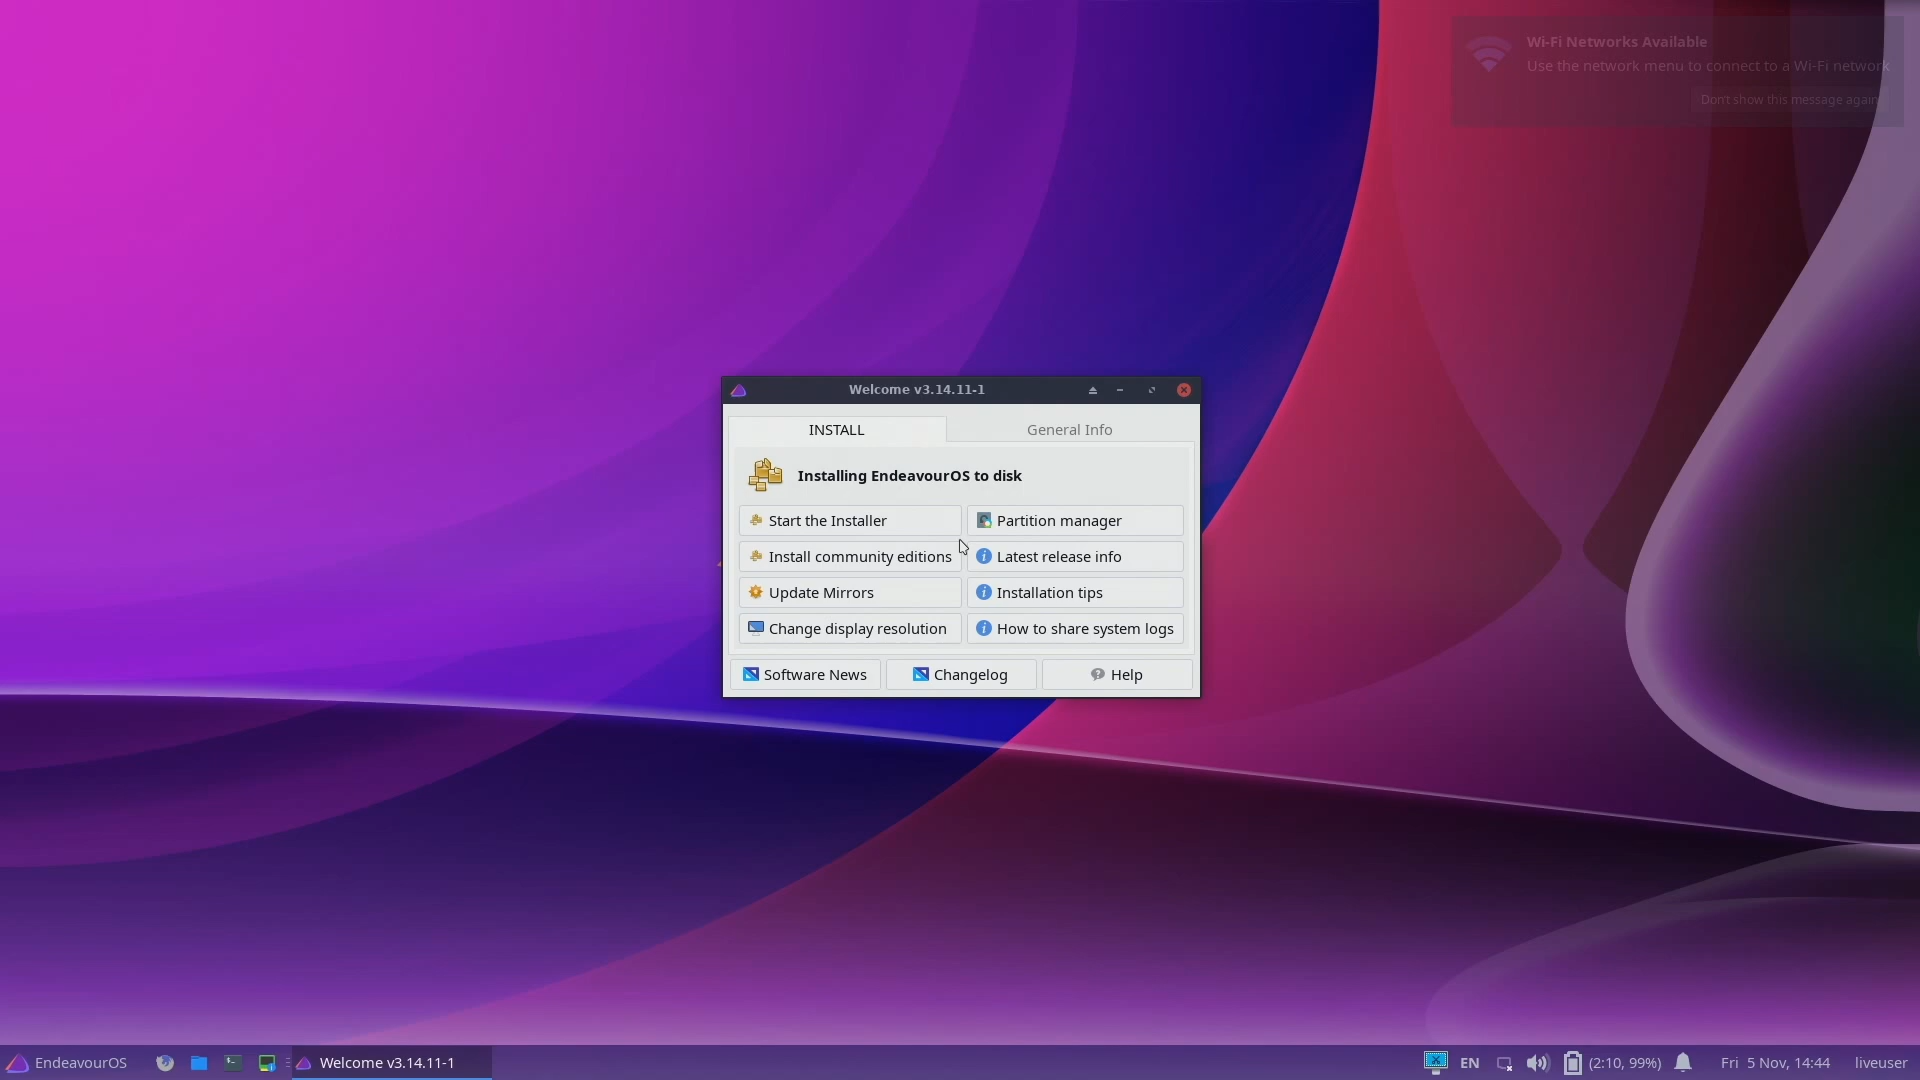 Wi-Fi Networks Available
Use the network menu to connect to a Wi-Fi network
Don't show this message again
Welcome v3.14.11-1
INSTALL
General Info
Installing EndeavourOS to disk
Start the Installer
Partition manager
Install community editions
Latest release info
Update Mirrors
Installation tips
Change display resolution
How to share system logs
Software News
Changelog
Help
EndeavourOS
Welcome v3.14.11-1
EN
(2:10, 99%)
Fri 5 Nov, 14:44
liveuser